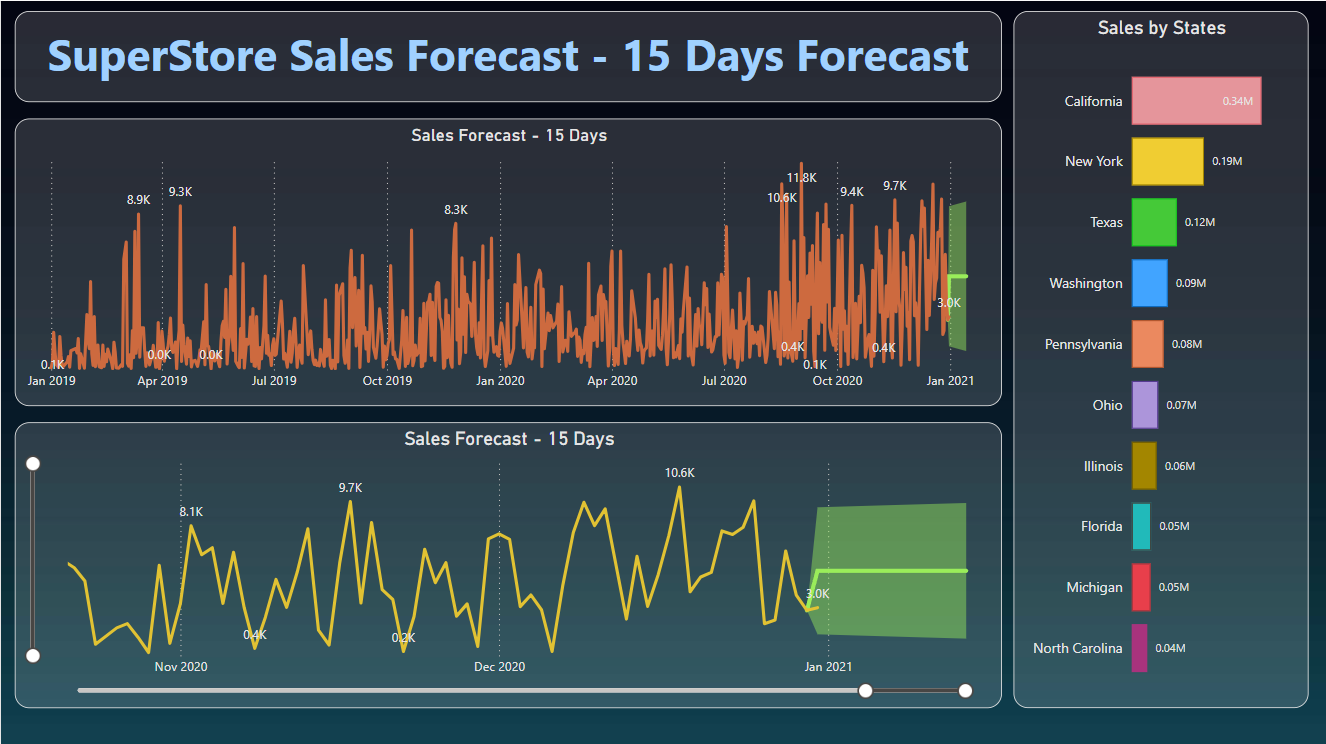 SuperStore Sales Forecast - 15 Days Forecast
Sales Forecast - 15 Days
11.8K
8.9K
9.3K
10.6K
9.4K
9.7K
8.3K
3.0K
0.1K
0.0K
0.0K
0.4K
0.1K
0.4K
Jan 2019
Apr 2019
Jul 2019
Oct 2019
Jan 2020
Apr 2020
Jul 2020
Oct 2020
Jan 2021
Sales Forecast - 15 Days
8.1K
9.7K
10.6K
3.0K
0.4K
0.2K
Nov 2020
Dec 2020
Jan 2021
Sales by States
California
0.34M
New York
0.19M
Texas
0.12M
Washington
0.09M
Pennsylvania
0.08M
Ohio
0.07M
Illinois
0.06M
Florida
0.05M
Michigan
0.05M
North Carolina
0.04M